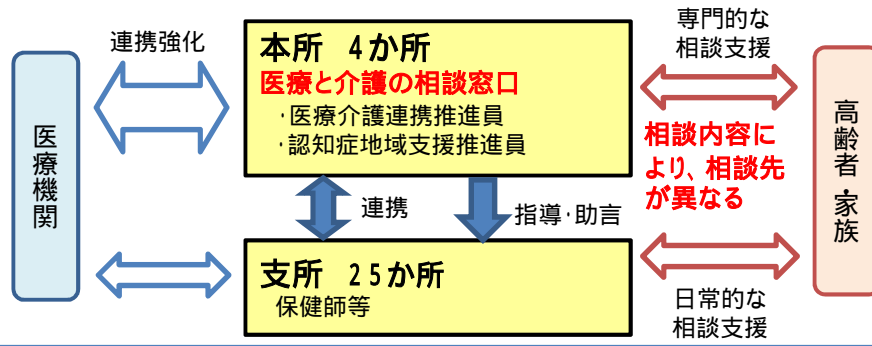 連携強化
医療機関
本所 4か所
医療と介護の相談窓口
・医療介護連携推進員
・認知症地域支援推進員
専門的な
相談支援
相談内容に
より、相談先
が異なる
高齢者・家族
連携
指導・助言
支所 25か所
保健師等
日常的な
相談支援